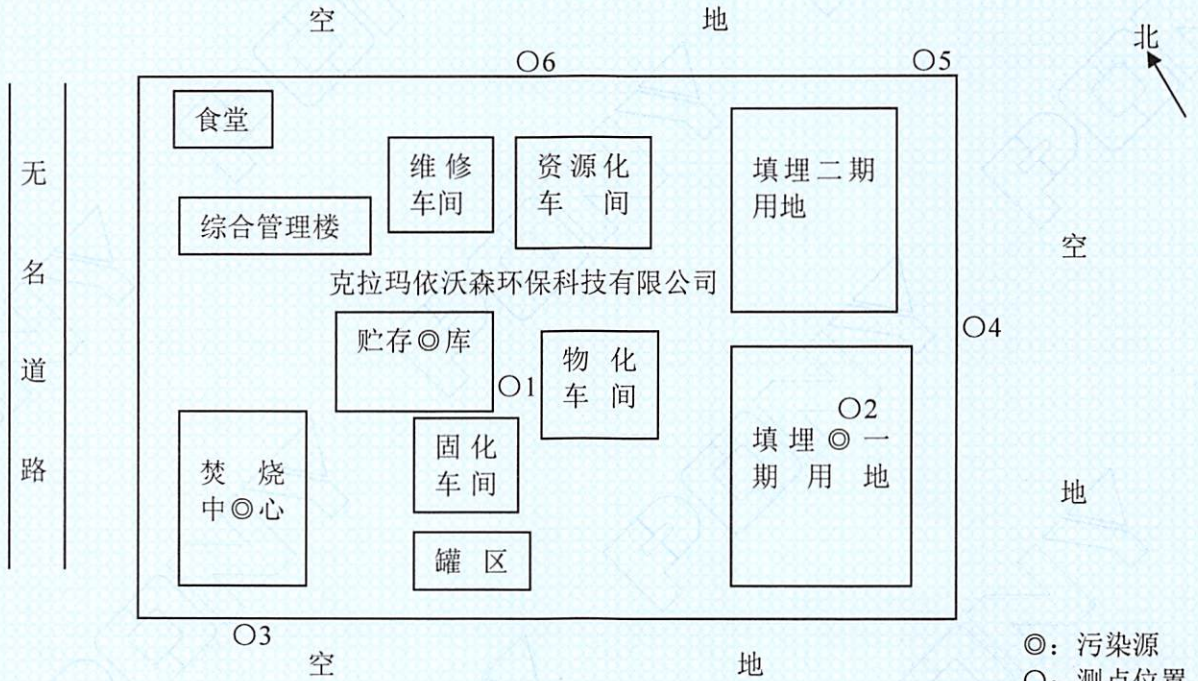 空 地
北
○6 ○5
食堂
维修
车间
资源化
车 间
填埋二期
用地
无名道路
综合管理楼
空
克拉玛依沃森环保科技有限公司
贮存◎库
○4
物化
车间
○1
○2
填埋◎一
期用地
固化
车间
焚烧
中◎心
地
罐区
○3
空 地
◎：污染源
○：测点位置